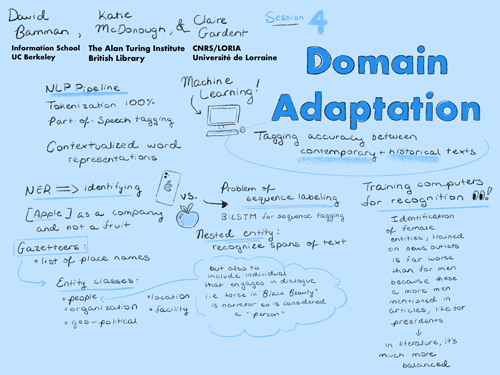 David Bamman, Katie McDonough, & Claire Gardent
Information School
UC Berkeley
The Alan Turing Institute
British Library
CNRS/LORIA
Université de Lorraine
Session 4
Domain
Adaptation
Tagging accuracy between
contemporary + historical texts
NLP Pipeline
Tokenization 100%
Part-of-Speech tagging
Contextualized word
representations
Machine
Learning!
NER ==> identifying
[Apple] as a company
and not a fruit
vs.
Gazetteers:
• list of place names
Entity classes:
• people
• organization
• geo-political
• location
• facility
Problem of
sequence labeling
BiLSTM for sequence tagging
Nested entity:
recognize spans of text
but also to
include individual
that engages in dialogue
i.e horse in "Black Beauty"
is narrator so is considered
a "person"
Training computers
for recognition !
Identification
of female
entities, trained
on news outlets
is far worse
than for men
because these
a more men
mentioned in
articles, like for
presidents
↓
in literature, it's
much more
balanced